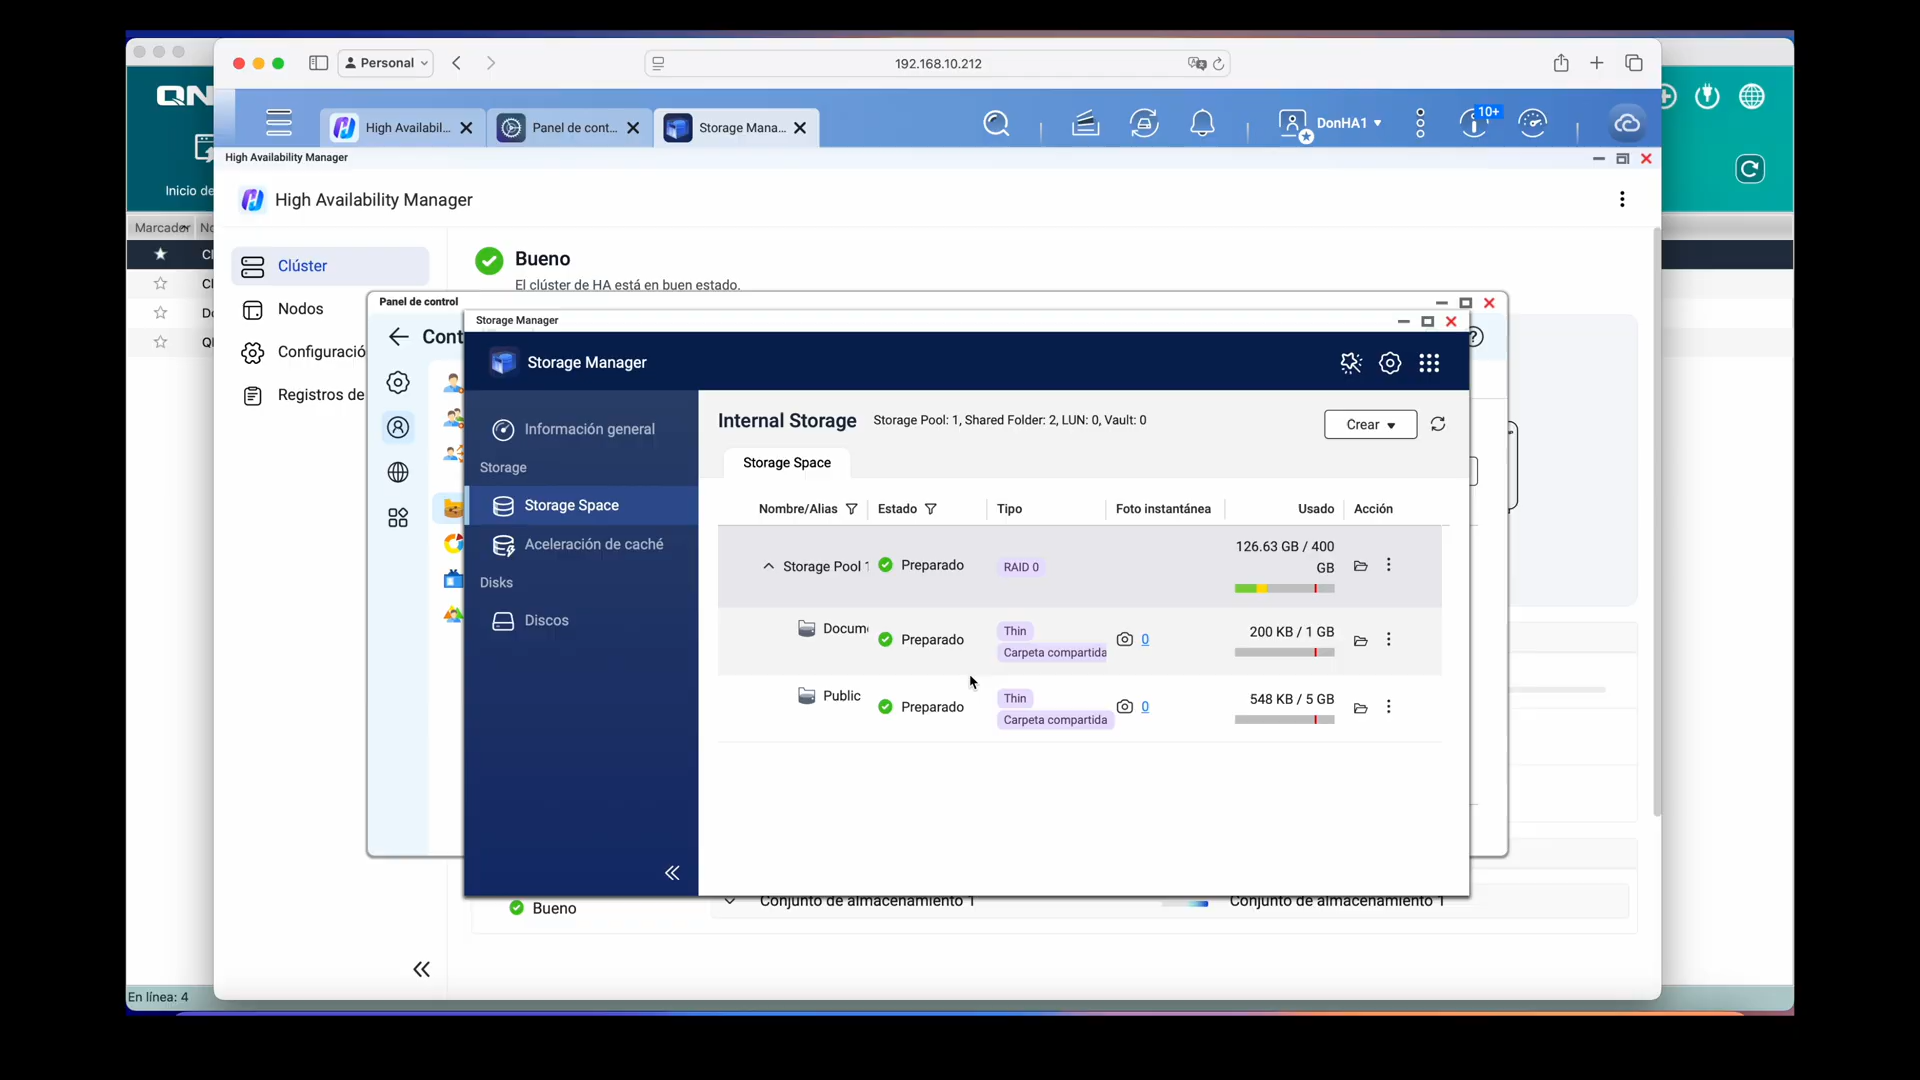 Personal
192.168.10.212
QN
High Availabil...
Panel de cont...
Storage Mana...
DonHA1
10+
High Availability Manager
Inicio de
High Availability Manager
Marcador
Clúster
Bueno
El clúster de HA está en buen estado.
Nodos
Panel de control
Cont
Storage Manager
Configuració
Registros de
Storage Manager
Información general
Storage
Storage Space
Aceleración de caché
Disks
Discos
Internal Storage
Storage Pool: 1, Shared Folder: 2, LUN: 0, Vault: 0
Crear
Storage Space
Nombre/Alias Estado Tipo Foto instantánea Usado Acción
Storage Pool 1 Preparado RAID 0 126.63 GB / 400
GB
Docum Preparado Thin 0 200 KB / 1 GB
Carpeta compartida
Public Preparado Thin 0 548 KB / 5 GB
Carpeta compartida
Bueno
Conjunto de almacenamiento 1
Conjunto de almacenamiento 1
En línea: 4